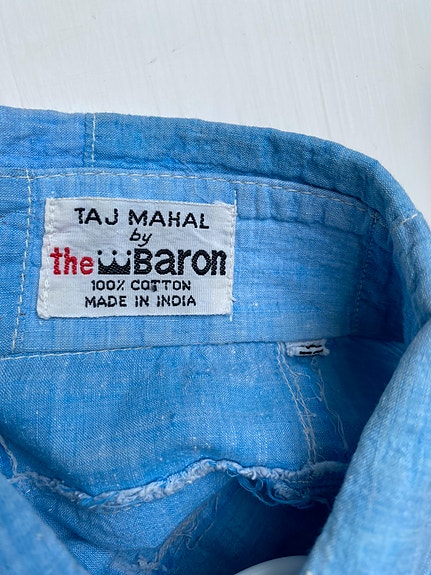 TAJ MAHAL
by
the Baron
100% COTTON
MADE IN INDIA